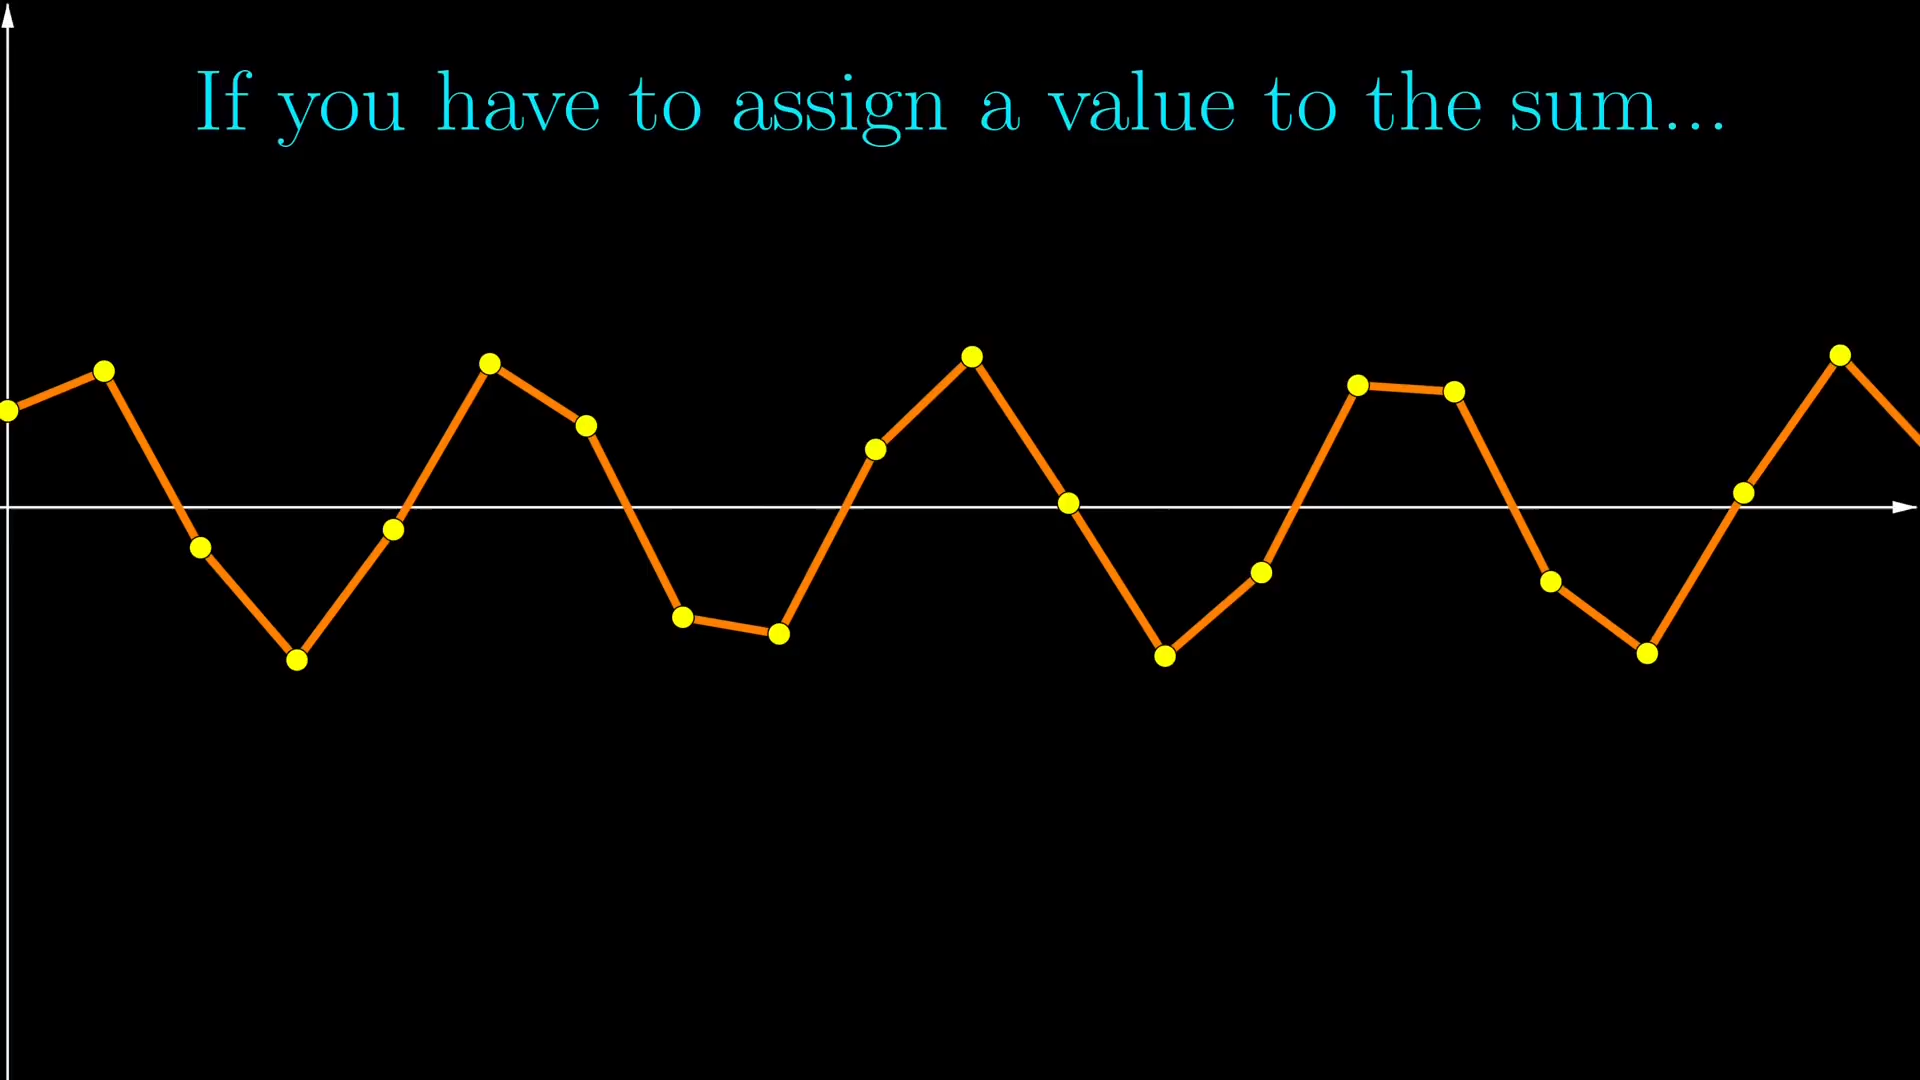 If you have to assign a value to the sum...